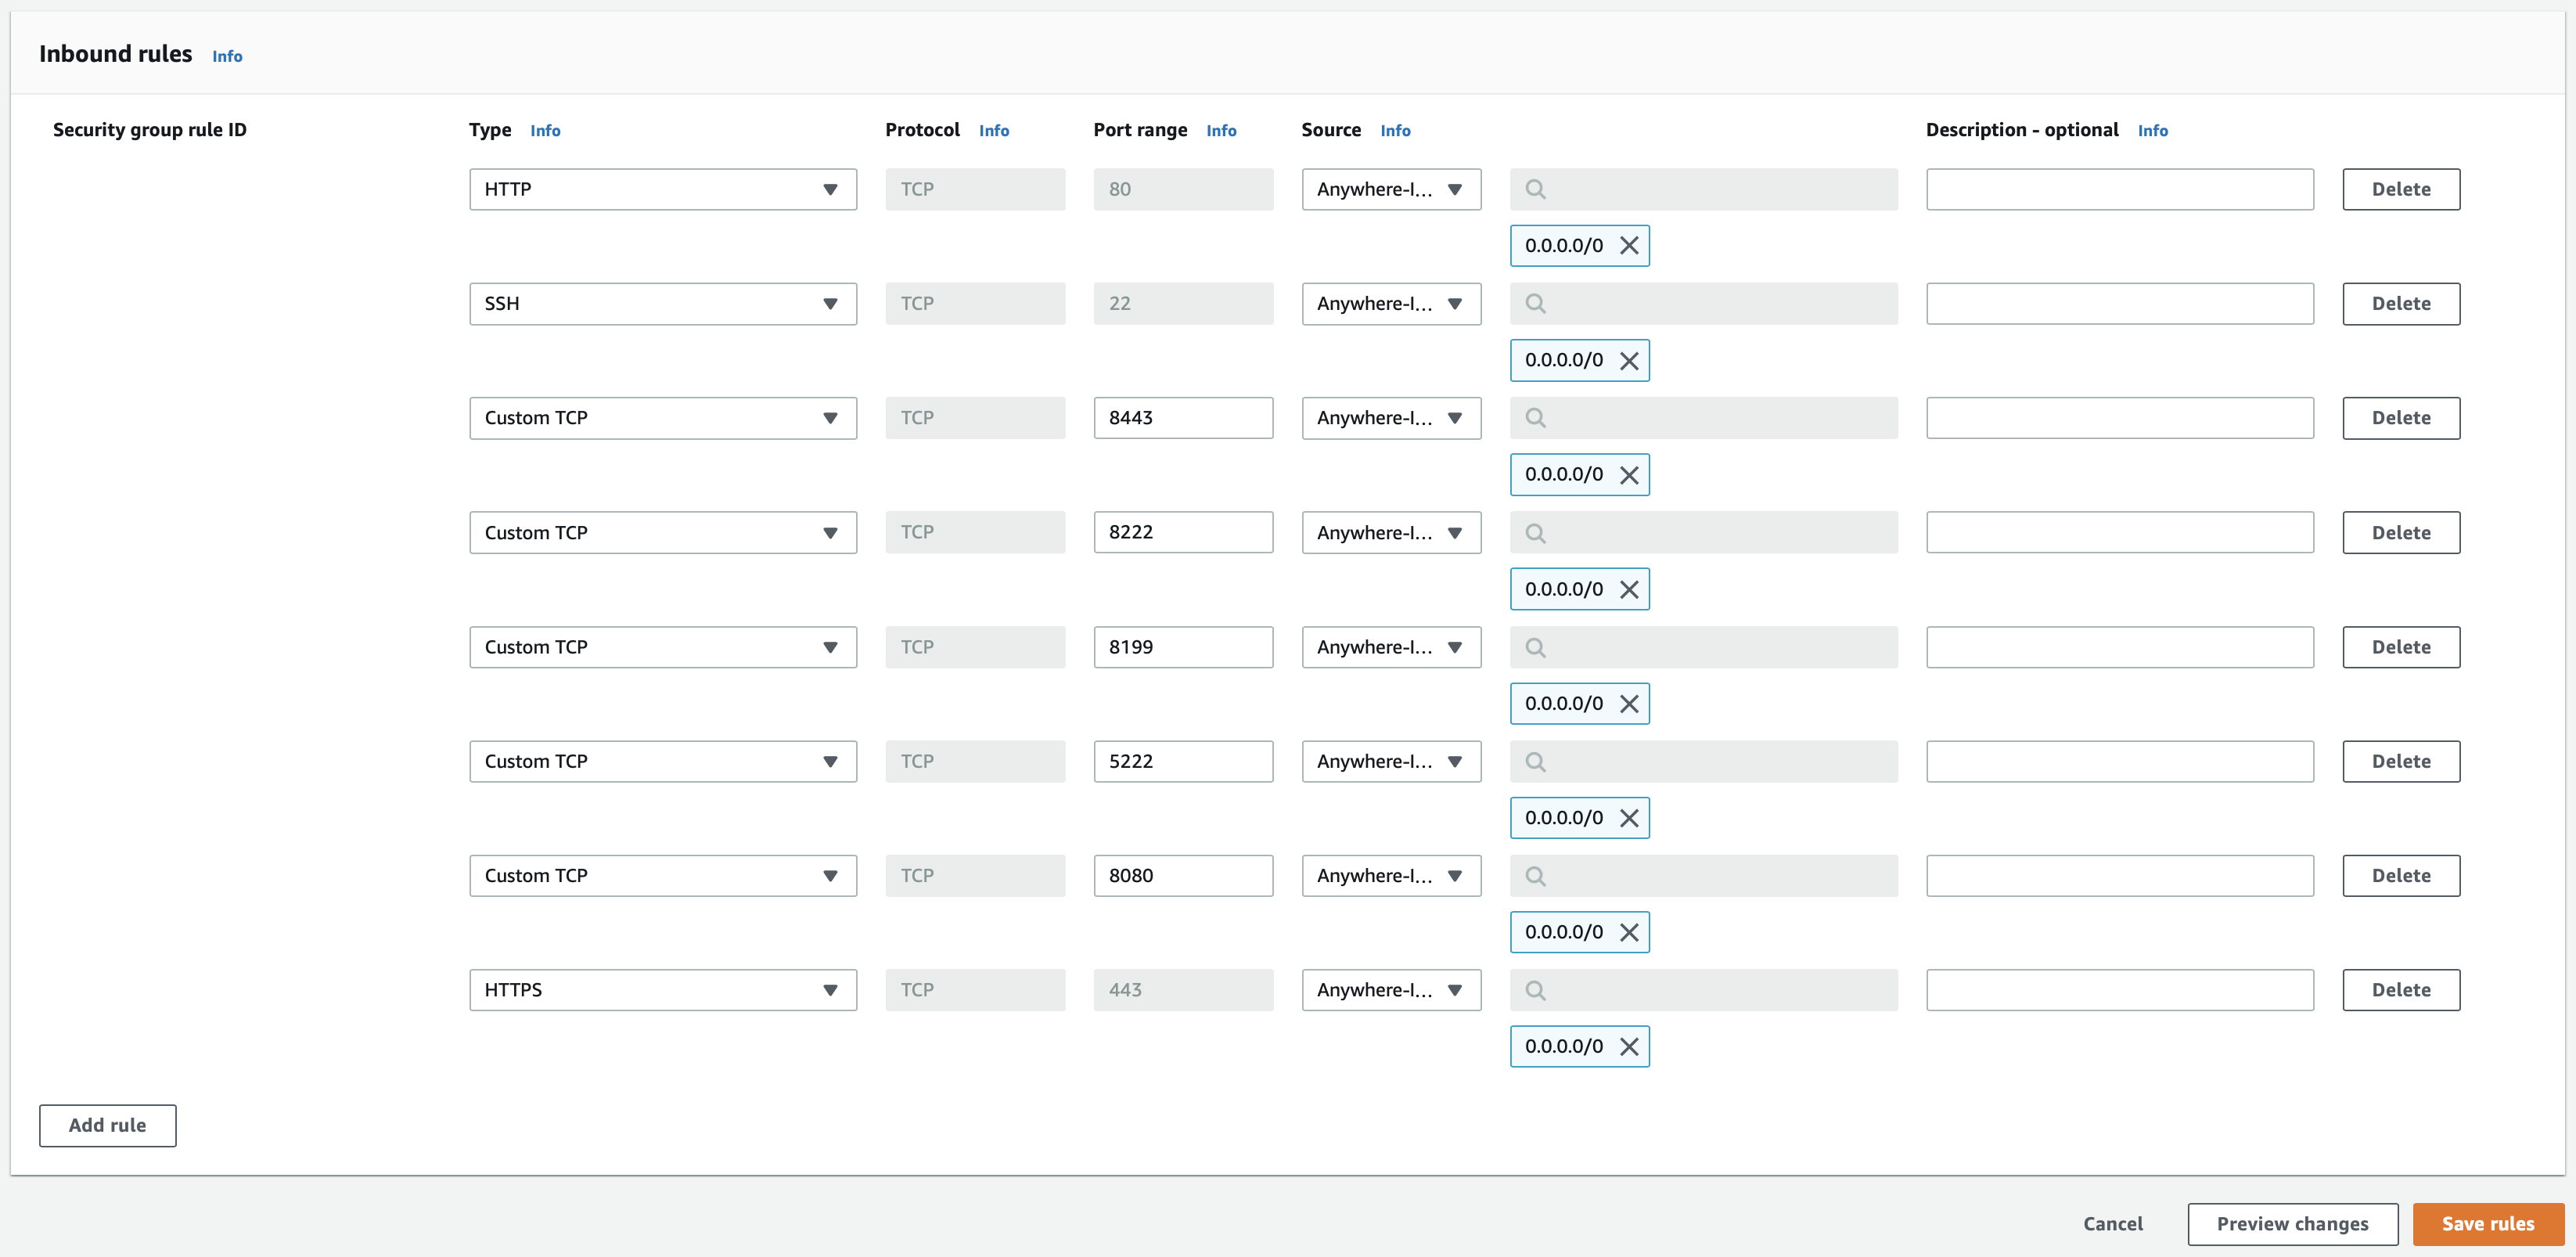 Inbound rules Info
Security group rule ID Type Info Protocol Info Port range Info Source Info Description - optional Info
HTTP TCP 80 Anywhere-I... Delete
0.0.0.0/0
SSH TCP 22 Anywhere-I... Delete
0.0.0.0/0
Custom TCP TCP 8443 Anywhere-I... Delete
0.0.0.0/0
Custom TCP TCP 8222 Anywhere-I... Delete
0.0.0.0/0
Custom TCP TCP 8199 Anywhere-I... Delete
0.0.0.0/0
Custom TCP TCP 5222 Anywhere-I... Delete
0.0.0.0/0
Custom TCP TCP 8080 Anywhere-I... Delete
0.0.0.0/0
HTTPS TCP 443 Anywhere-I... Delete
0.0.0.0/0
Add rule
Cancel Preview changes Save rules